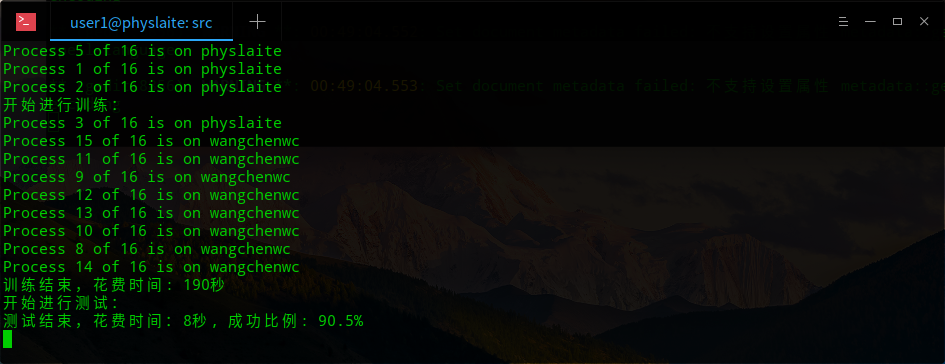 user1@physlaite: src
Process 5 of 16 is on physlaite
Process 1 of 16 is on physlaite
Process 2 of 16 is on physlaite
00:49:04.553: Set document metadata failed: 不支持设置属性 metadata::g
开始进行训练:
Process 3 of 16 is on physlaite
Process 15 of 16 is on wangchenwc
Process 11 of 16 is on wangchenwc
Process 9 of 16 is on wangchenwc
Process 12 of 16 is on wangchenwc
Process 13 of 16 is on wangchenwc
Process 10 of 16 is on wangchenwc
Process 8 of 16 is on wangchenwc
Process 14 of 16 is on wangchenwc
训练结束，花费时间: 190秒
开始进行测试:
测试结束，花费时间: 8秒, 成功比例: 90.5%